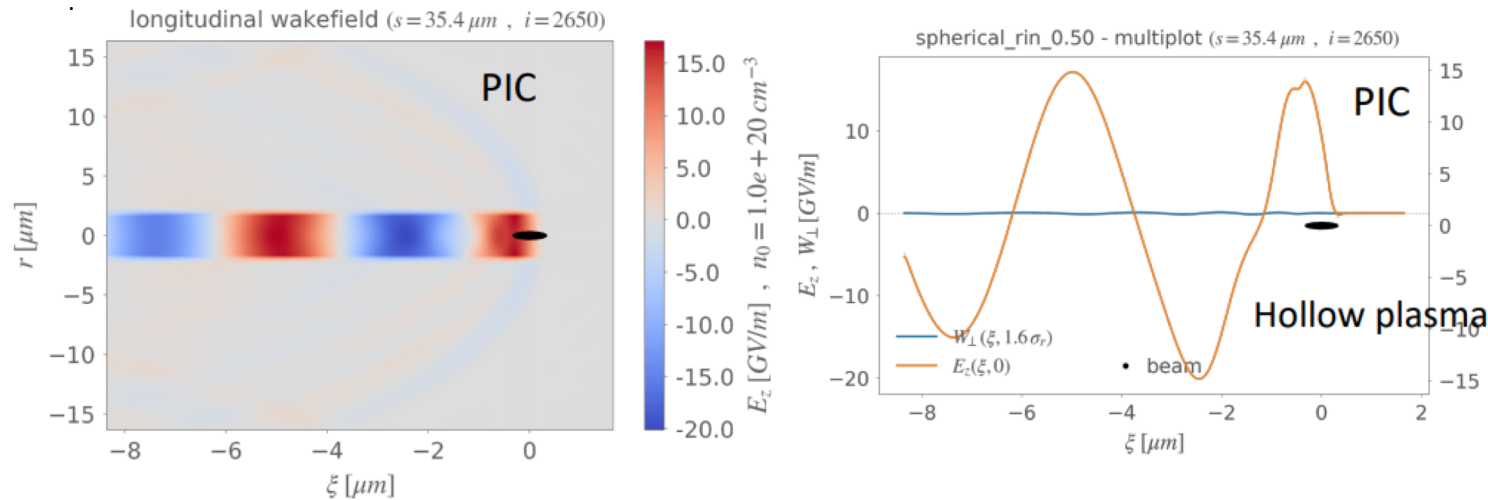 longitudinal wakefield (s = 35.4 μm , i = 2650)
PIC
15
10
5
0
−5
−10
−15
r [μm]
−8
−6
−4
−2
0
ξ [μm]
15.0
10.0
5.0
0.0
-5.0
-10.0
-15.0
-20.0
E_z [GV/m] , n_0 = 1.0e + 20 cm^{−3}
spherical_rin_0.50 - multiplot (s = 35.4 μm , i = 2650)
PIC
10
0
−10
−20
E_z , W_⊥ [GV/m]
15
10
5
0
−5
−10
−15
Hollow plasma
W_⊥(ξ, 1.6 σ_r)
E_z(ξ, 0)
beam
−8
−6
−4
−2
0
2
ξ [μm]